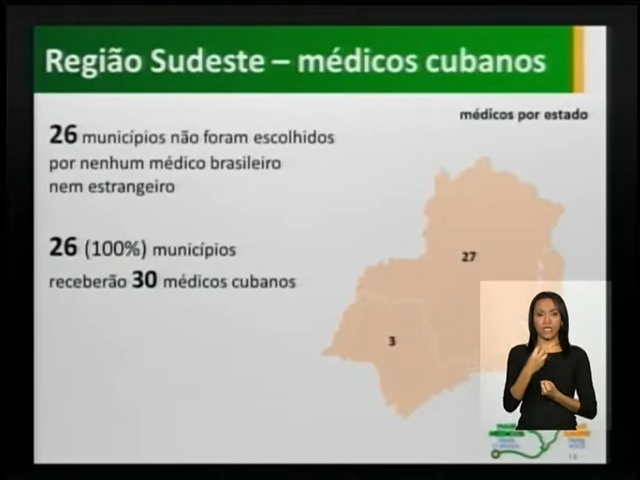 Região Sudeste – médicos cubanos
médicos por estado
26 municípios não foram escolhidos
por nenhum médico brasileiro
nem estrangeiro
27
26 (100%) municípios
receberão 30 médicos cubanos
3
14